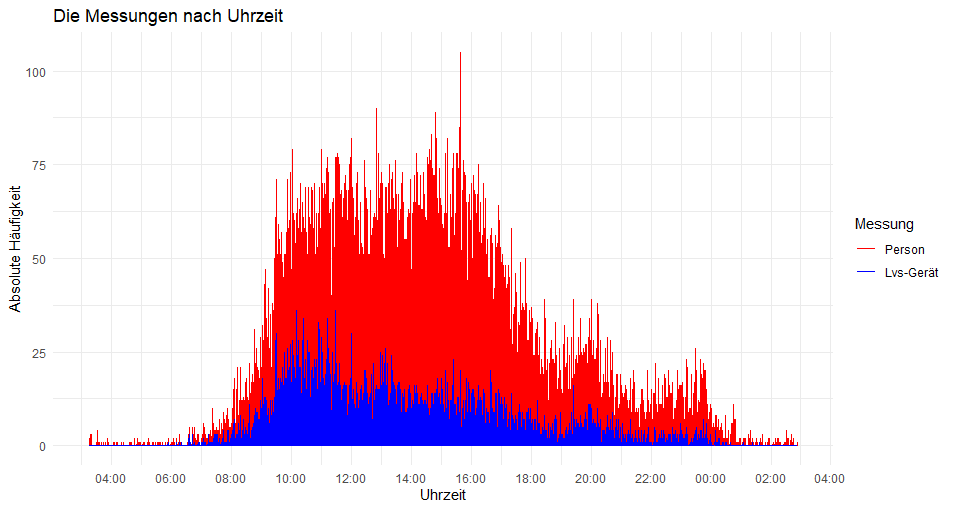 Die Messungen nach Uhrzeit
Absolute Häufigkeit
100
75
50
25
0
04:00 06:00 08:00 10:00 12:00 14:00 16:00 18:00 20:00 22:00 00:00 02:00 04:00
Uhrzeit
Messung
Person
Lvs-Gerät